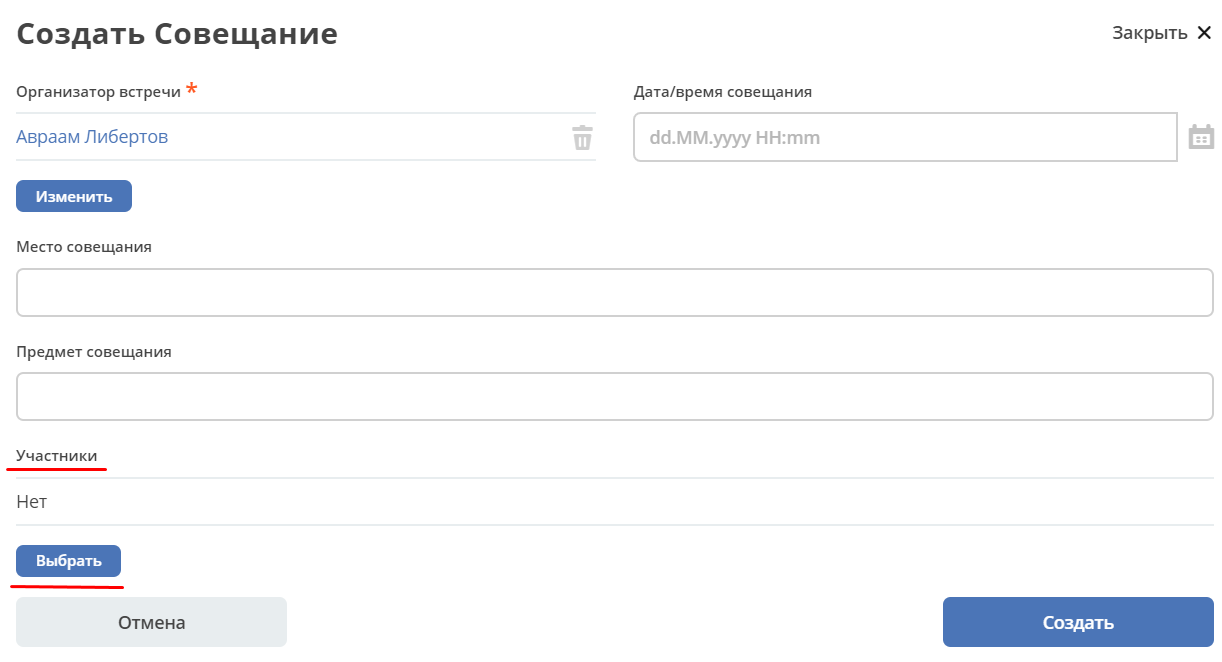 Создать Совещание
Закрыть ✕
Организатор встречи *
Дата/время совещания
Авраам Либертов
dd.MM.yyyy HH:mm
Изменить
Место совещания
Предмет совещания
Участники
Нет
Выбрать
Отмена
Создать